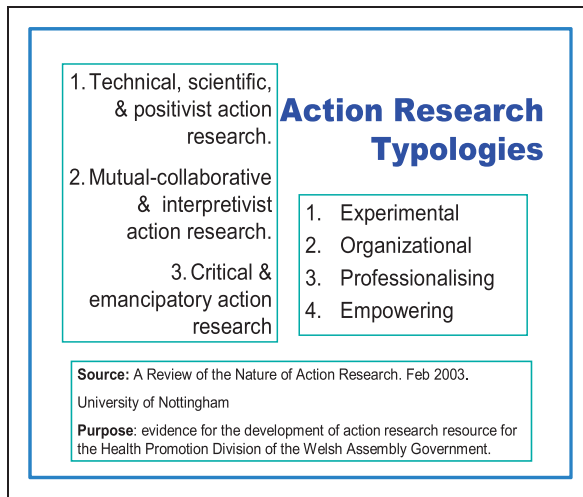 1. Technical, scientific,
& positivist action
research.
2. Mutual-collaborative
& interpretivist
action research.
3. Critical &
emancipatory action
research
Action Research
Typologies
1. Experimental
2. Organizational
3. Professionalising
4. Empowering
Source: A Review of the Nature of Action Research. Feb 2003.
University of Nottingham
Purpose: evidence for the development of action research resource for
the Health Promotion Division of the Welsh Assembly Government.